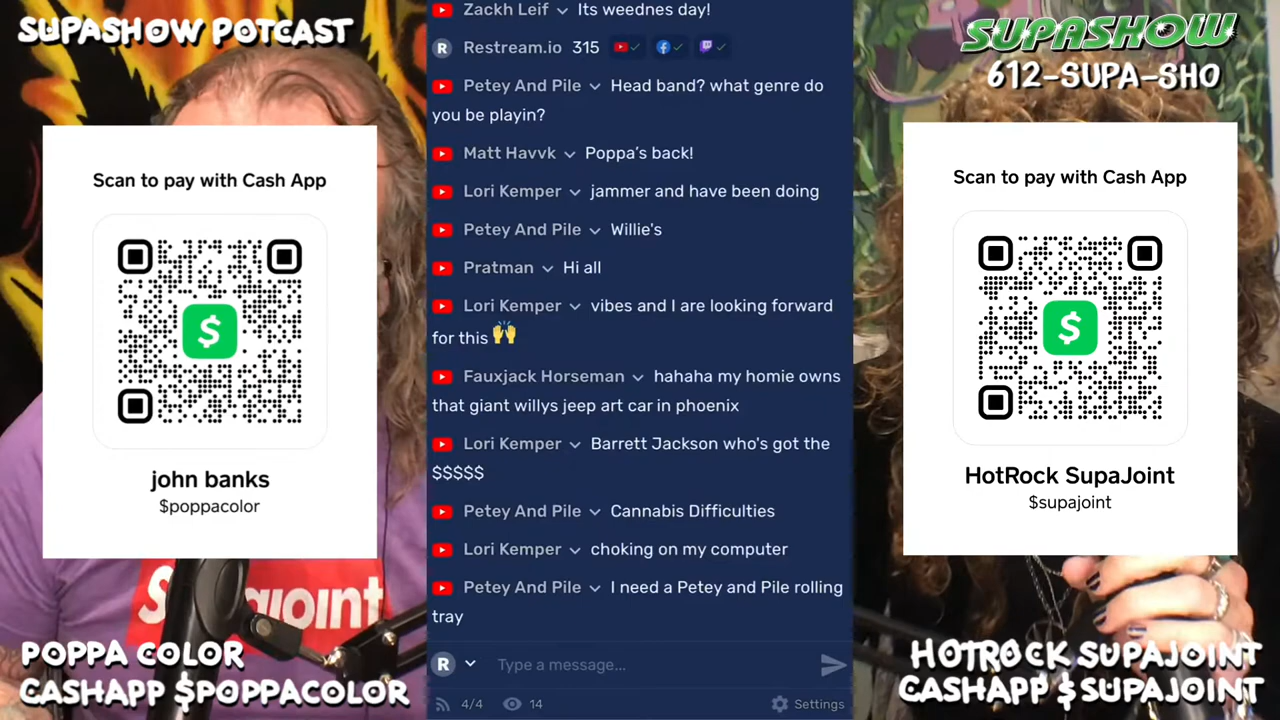 SUPASHOW POTCAST
Scan to pay with Cash App
$
john banks
$poppacolor
Supajoint
POPPA COLOR
CASHAPP $POPPACOLOR
Zackh Leif Its weednes day!
R Restream.io 315
Petey And Pile Head band? what genre do
you be playin?
Matt Havvk Poppa’s back!
Lori Kemper jammer and have been doing
Petey And Pile Willie's
Pratman Hi all
Lori Kemper vibes and I are looking forward
for this 🙌
Fauxjack Horseman hahaha my homie owns
that giant willys jeep art car in phoenix
Lori Kemper Barrett Jackson who's got the
$$$$$
Petey And Pile Cannabis Difficulties
Lori Kemper choking on my computer
Petey And Pile I need a Petey and Pile rolling
tray
R Type a message...
4/4 14 Settings
SUPASHOW
612-SUPA-SHO
Scan to pay with Cash App
$
HotRock SupaJoint
$supajoint
HOTROCK SUPAJOINT
CASHAPP $SUPAJOINT